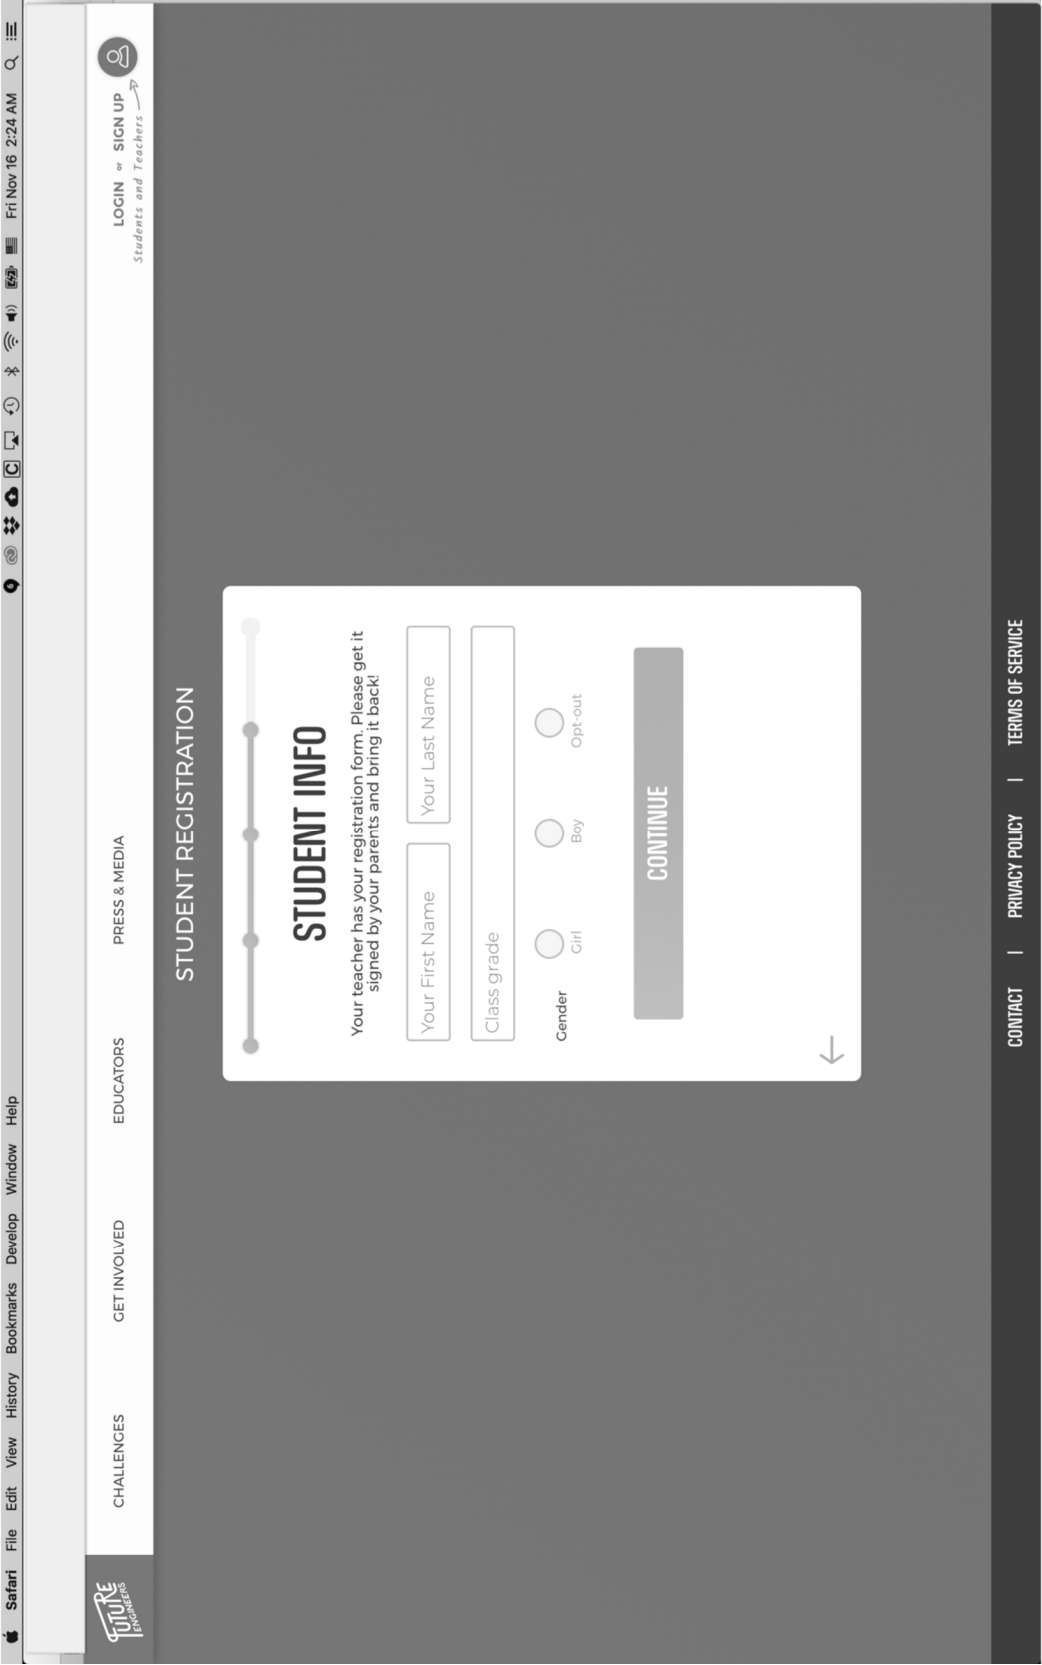 Safari File Edit View History Bookmarks Develop Window Help Fri Nov 16 2:24 AM
FUTURE
ENGINEERS
CHALLENGES GET INVOLVED EDUCATORS PRESS & MEDIA LOGIN or SIGN UP
Students and Teachers
STUDENT REGISTRATION
STUDENT INFO
Your teacher has your registration form. Please get it
signed by your parents and bring it back!
Your First Name Your Last Name
Class grade
Gender
Girl Boy Opt-out
CONTINUE
CONTACT | PRIVACY POLICY | TERMS OF SERVICE